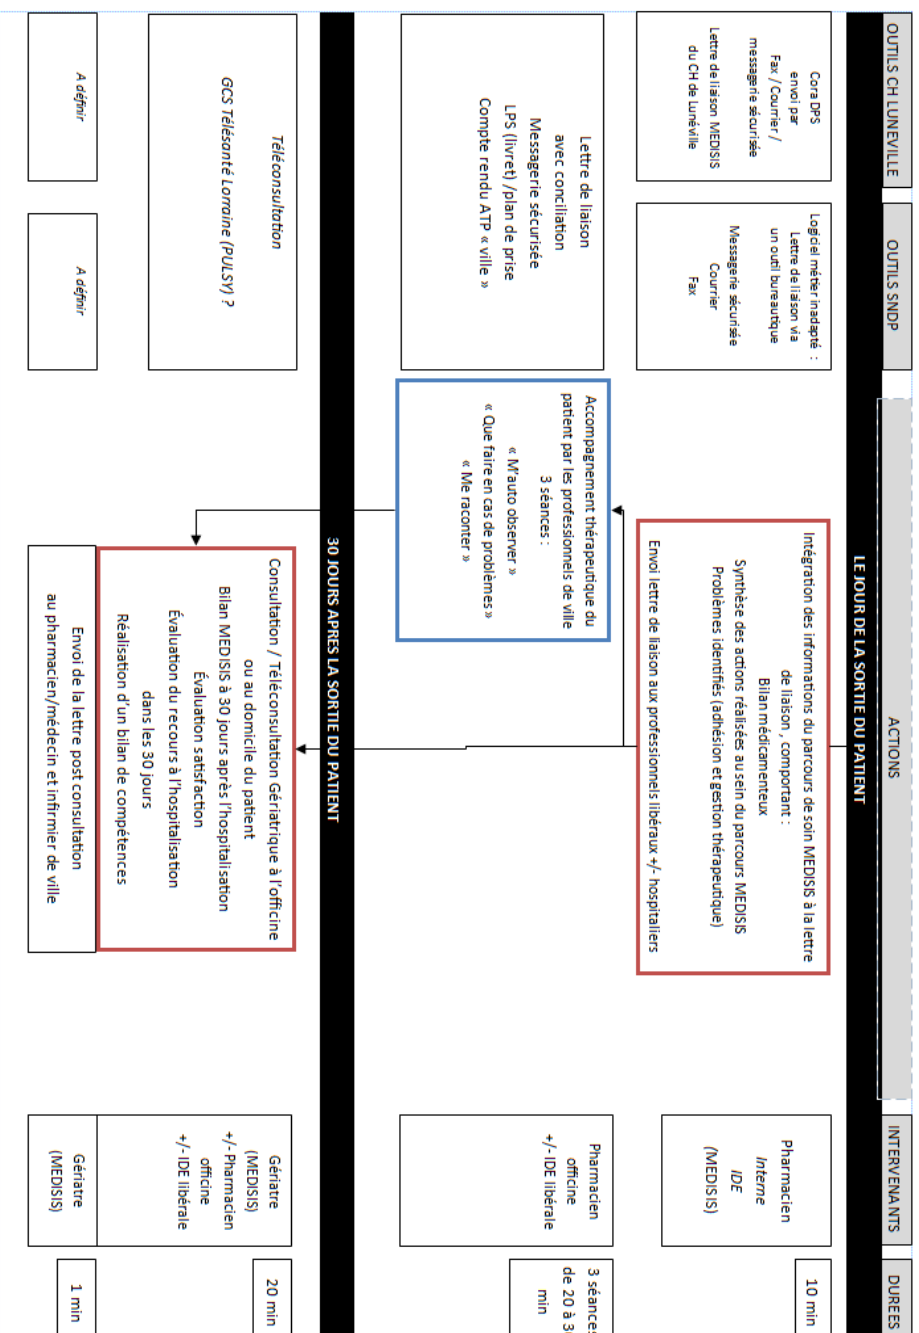 OUTILS CH LUNEVILLE
OUTILS SNDP
ACTIONS
INTERVENANTS
DUREES
LE JOUR DE LA SORTIE DU PATIENT
Cora DPS
envoi par
Fax / Courrier /
messagerie sécurisée
Lettre de liaison MEDISIS
du CH de Lunéville
Logiciel métier inadapté :
Lettre de liaison via
un outil bureautique
Messagerie sécurisée
Courrier
Fax
Intégration des informations du parcours de soin MEDISIS à la lettre
de liaison, comportant :
Bilan médicamenteux
Synthèse des actions réalisées au sein du parcours MEDISIS
Problèmes identifiés (adhésion et gestion thérapeutique)
Envoi lettre de liaison aux professionnels libéraux +/- hospitaliers
Pharmacien
Interne
IDE
(MEDISIS)
10 min
Lettre de liaison
avec conciliation
Messagerie sécurisée
LPS (livret) /plan de prise
Compte rendu ATP « ville »
Accompagnement thérapeutique du
patient par les professionnels de ville
3 séances :
« M'auto observer »
« Que faire en cas de problèmes »
« Me raconter »
Pharmacien
officine
+/- IDE libérale
3 séances
de 20 à
min
30 JOURS APRES LA SORTIE DU PATIENT
Téléconsultation
GCS Télésanté Lorraine (PULSY) ?
Consultation / Téléconsultation Gériatrique à l'officine
ou au domicile du patient
Bilan MEDISIS à 30 jours après l'hospitalisation
Évaluation satisfaction
Évaluation du recours à l'hospitalisation
dans les 30 jours
Réalisation d'un bilan de compétences
Gériatre
(MEDISIS)
+/- Pharmacien
officine
+/- IDE libérale
20 min
A définir
A définir
Envoi de la lettre post consultation
au pharmacien/médecin et infirmier de ville
Gériatre
(MEDISIS)
1 min